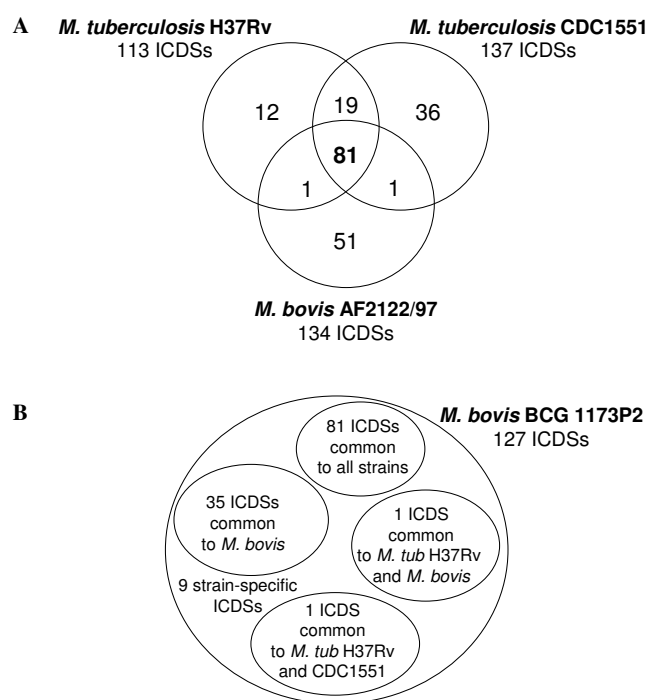 A
M. tuberculosis H37Rv
113 ICDSs
M. tuberculosis CDC1551
137 ICDSs
12
19
36
81
1
1
51
M. bovis AF2122/97
134 ICDSs
B
M. bovis BCG 1173P2
127 ICDSs
81 ICDSs
common
to all strains
35 ICDSs
common
to M. bovis
1 ICDS
common
to M. tub H37Rv
and M. bovis
9 strain-specific
ICDSs
1 ICDS
common
to M. tub H37Rv
and CDC1551